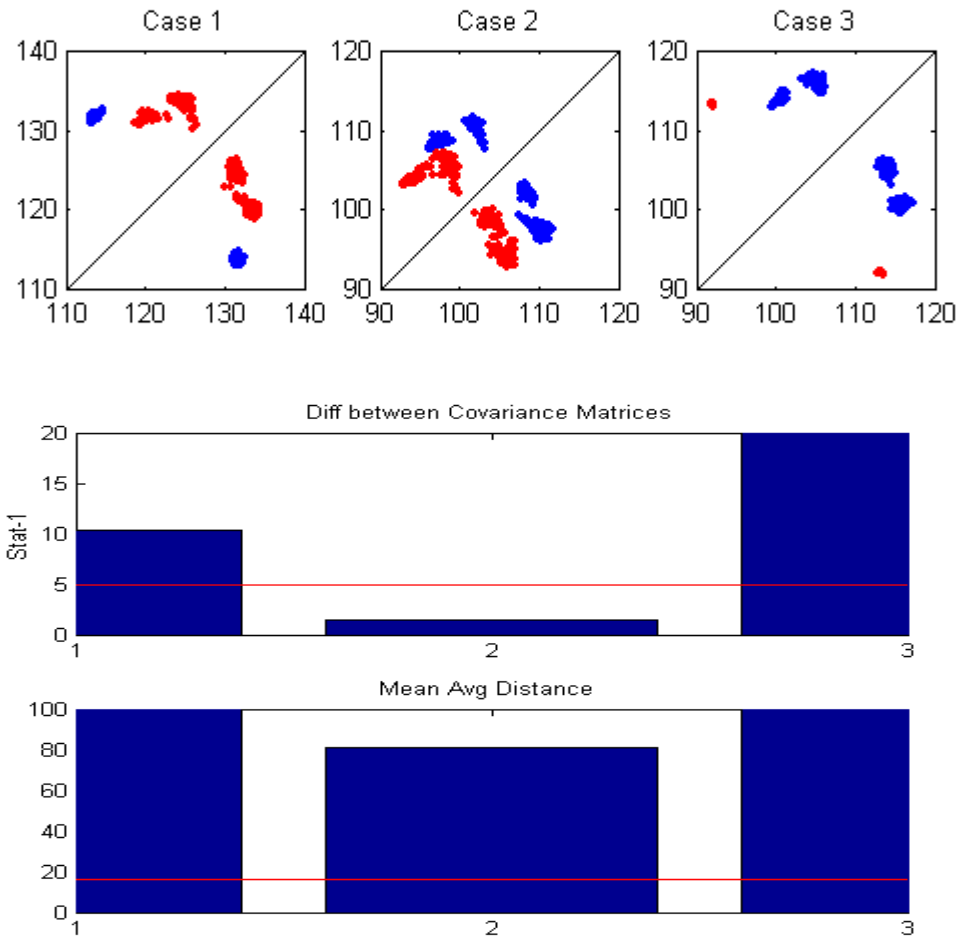 Case 1 Case 2 Case 3
140 120 120
130 110 110
120 100 100
110 90 90
110 120 130 140 90 100 110 120 90 100 110 120
Diff between Covariance Matrices
20
15
10
5
0
Stat-1
1 2 3
Mean Avg Distance
100
80
60
40
20
0
1 2 3